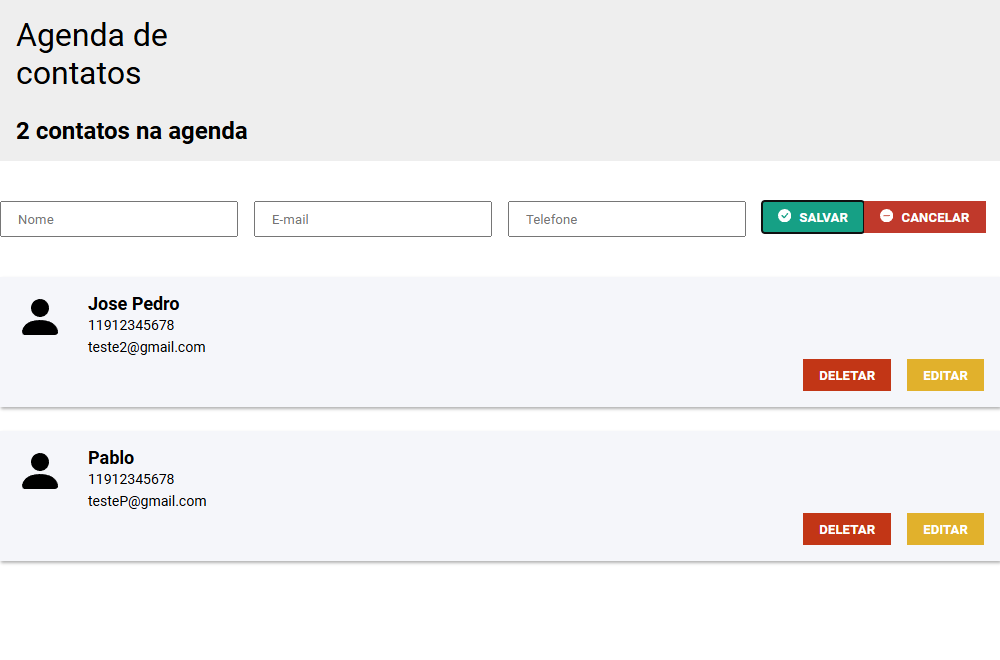 Agenda de
contatos
2 contatos na agenda
Nome E-mail Telefone SALVAR CANCELAR
Jose Pedro
11912345678
teste2@gmail.com
DELETAR EDITAR
Pablo
11912345678
testeP@gmail.com
DELETAR EDITAR